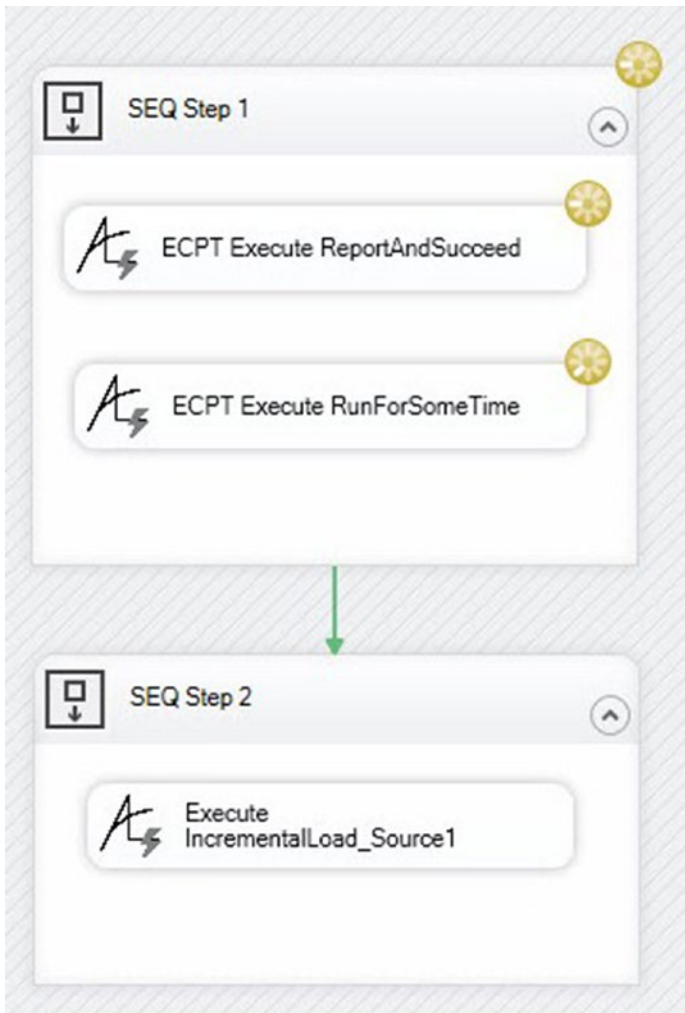 SEQ Step 1
ECPT Execute ReportAndSucceed
ECPT Execute RunForSomeTime
SEQ Step 2
Execute
IncrementalLoad_Source1